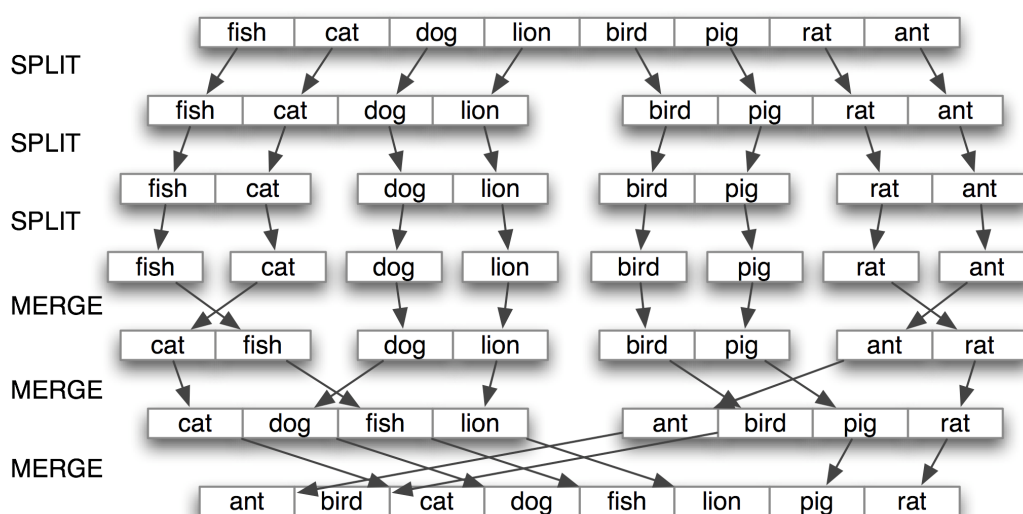 fish cat dog lion bird pig rat ant
SPLIT
fish cat dog lion bird pig rat ant
SPLIT
fish cat dog lion bird pig rat ant
SPLIT
fish cat dog lion bird pig rat ant
MERGE
cat fish dog lion bird pig ant rat
MERGE
cat dog fish lion ant bird pig rat
MERGE
ant bird cat dog fish lion pig rat